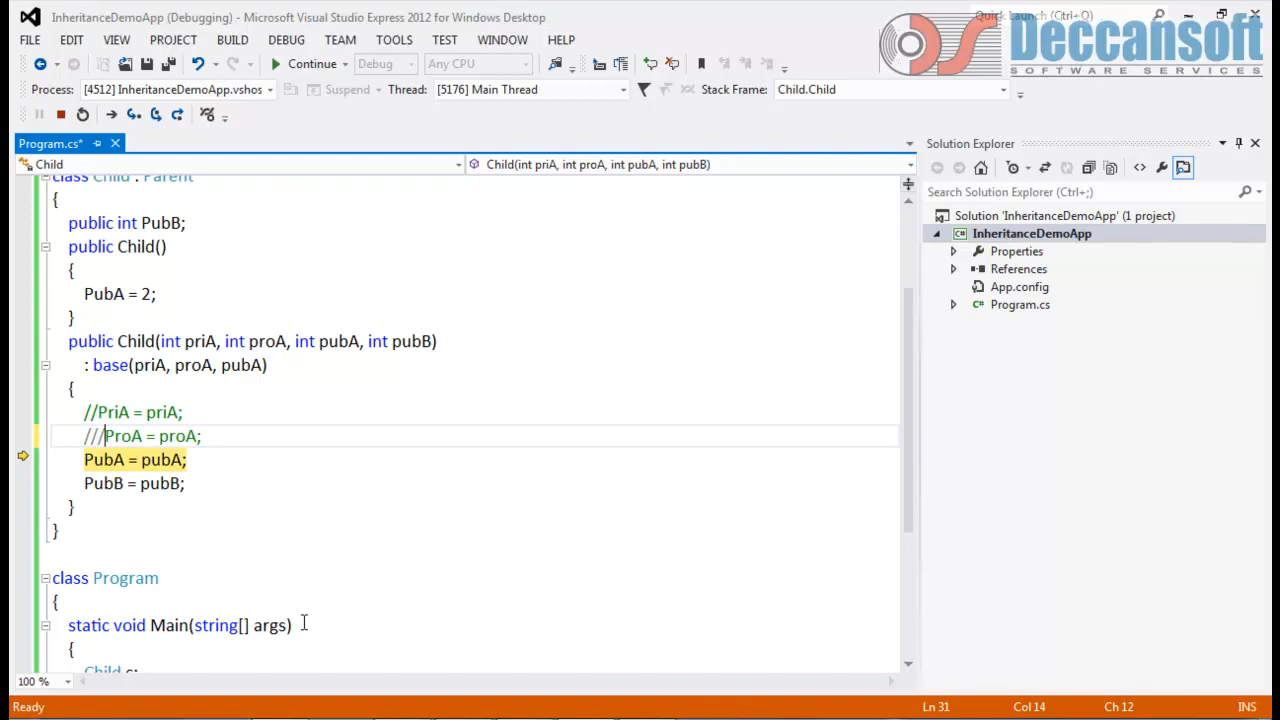 InheritanceDemoApp (Debugging) - Microsoft Visual Studio Express 2012 for Windows Desktop
Quick Launch (Ctrl+Q)
Deccansoft
SOFTWARE SERVICES
FILE EDIT VIEW PROJECT BUILD DEBUG TEAM TOOLS TEST WINDOW HELP
Continue Debug Any CPU
Process: [4512] InheritanceDemoApp.vshos Suspend Thread: [5176] Main Thread Stack Frame: Child.Child
Program.cs*
Child Child(int priA, int proA, int pubA, int pubB)
class Child : Parent
{
public int PubB;
public Child()
{
PubA = 2;
}
public Child(int priA, int proA, int pubA, int pubB)
: base(priA, proA, pubA)
{
//PriA = priA;
///ProA = proA;
PubA = pubA;
PubB = pubB;
}
}
class Program
{
static void Main(string[] args)
{
Child c;
100 %
Solution Explorer
Search Solution Explorer (Ctrl+;)
Solution 'InheritanceDemoApp' (1 project)
InheritanceDemoApp
Properties
References
App.config
Program.cs
Ready Ln 31 Col 14 Ch 12 INS